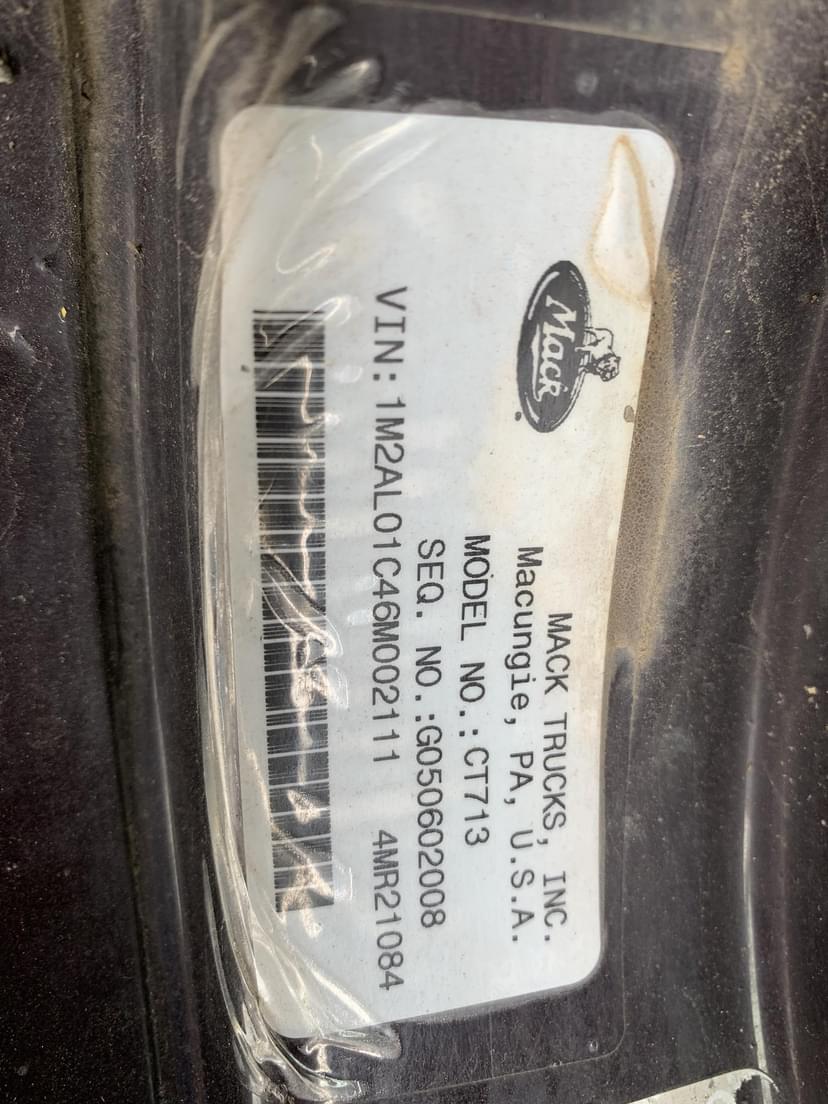 Mack
MACK TRUCKS, INC.
Macungie, PA, U.S.A.
MODEL NO.:CT713
SEQ. NO.:G050602008
VIN:1M2AL01C46M002111 4MR21084